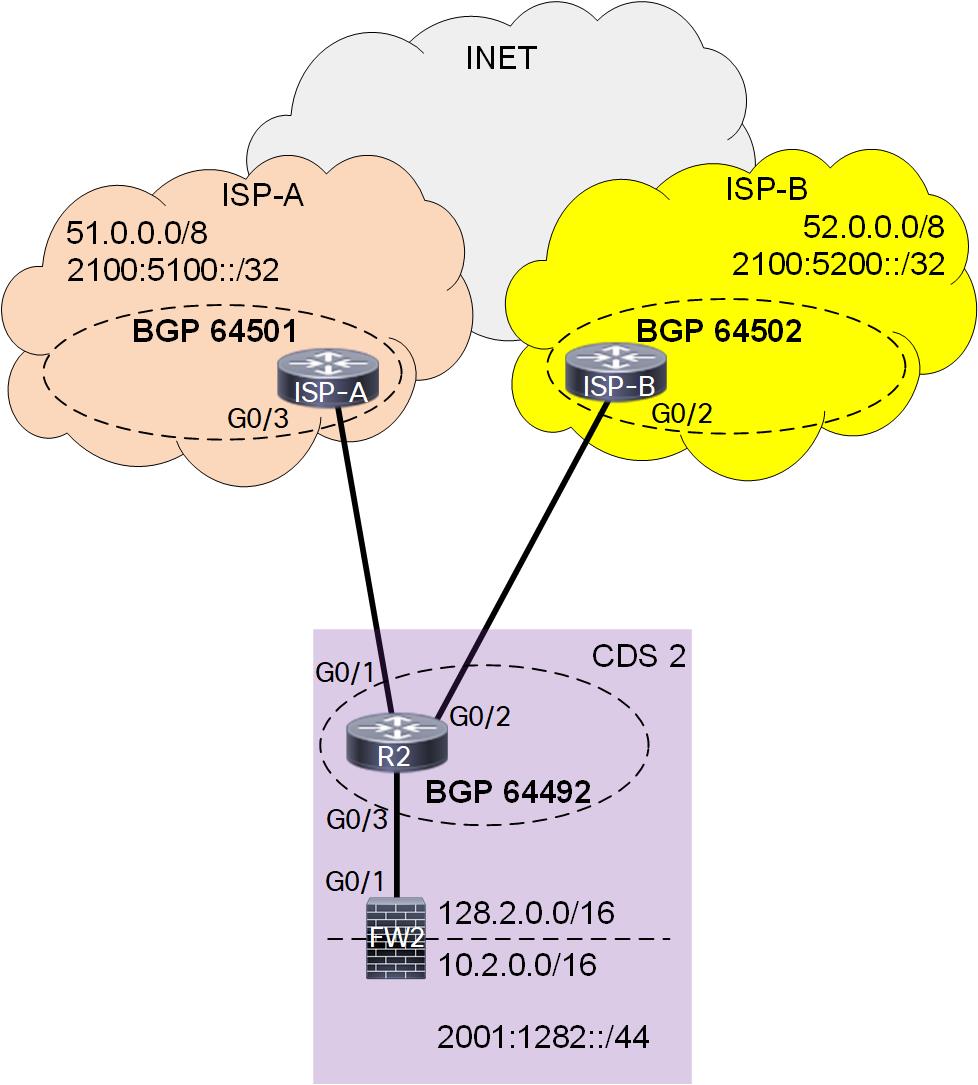 INET
ISP-A
51.0.0.0/8
2100:5100::/32
BGP 64501
ISP-A
G0/3
ISP-B
52.0.0.0/8
2100:5200::/32
BGP 64502
ISP-B
G0/2
CDS 2
G0/1
G0/2
R2
BGP 64492
G0/3
G0/1
128.2.0.0/16
FW2
10.2.0.0/16
2001:1282::/44